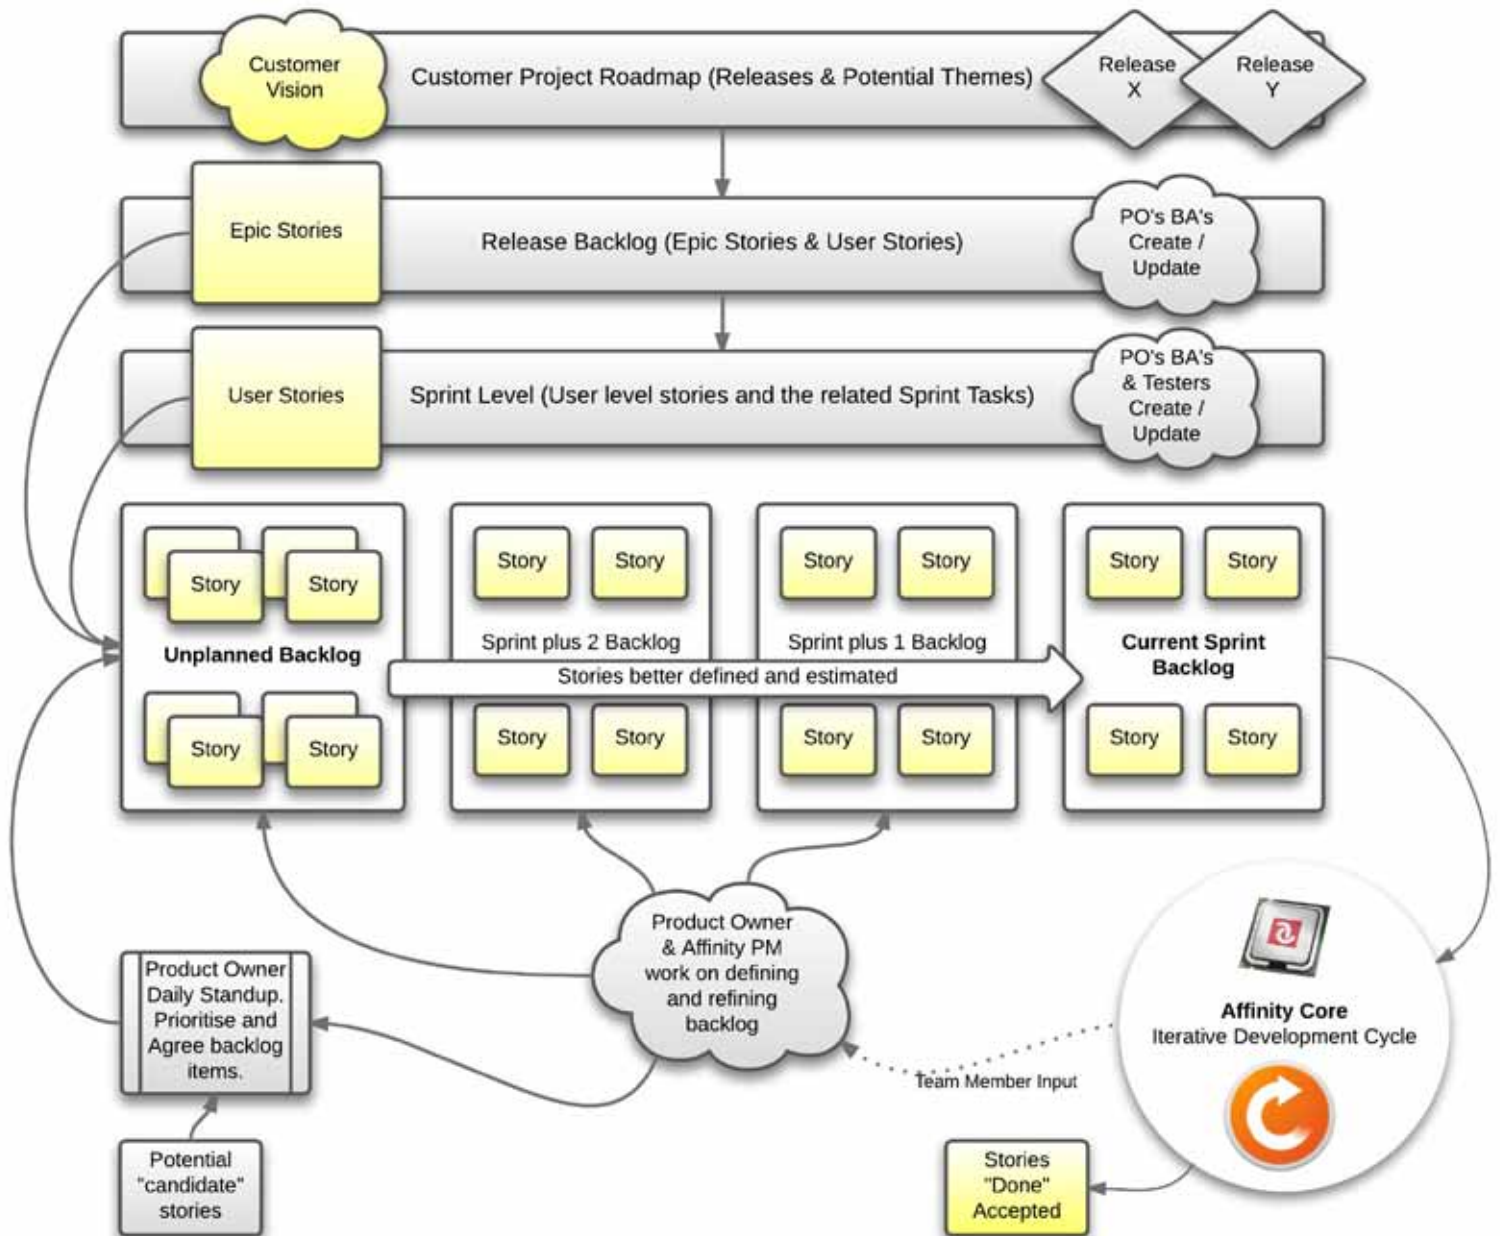 Customer
Vision
Customer Project Roadmap (Releases & Potential Themes)
Release
X
Release
Y
Epic Stories
Release Backlog (Epic Stories & User Stories)
PO's BA's
Create /
Update
User Stories
Sprint Level (User level stories and the related Sprint Tasks)
PO's BA's
& Testers
Create /
Update
Story
Story
Unplanned Backlog
Story
Story
Story
Story
Sprint plus 2 Backlog
Story
Story
Story
Story
Sprint plus 1 Backlog
Story
Story
Story
Story
Current Sprint
Backlog
Story
Story
Stories better defined and estimated
Product Owner
& Affinity PM
work on defining
and refining
backlog
Product Owner
Daily Standup.
Prioritise and
Agree backlog
items.
Potential
"candidate"
stories
Team Member Input
Affinity Core
Iterative Development Cycle
Stories
"Done"
Accepted